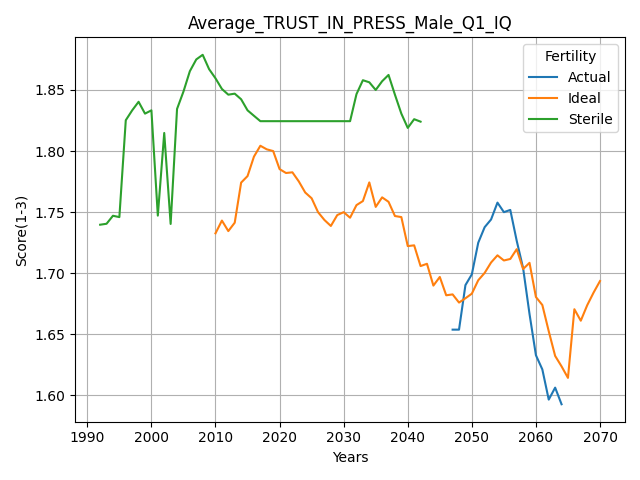 Average_TRUST_IN_PRESS_Male_Q1_IQ
Fertility
Actual
Ideal
Sterile
Score(1-3)
1.85
1.80
1.75
1.70
1.65
1.60
1990 2000 2010 2020 2030 2040 2050 2060 2070
Years